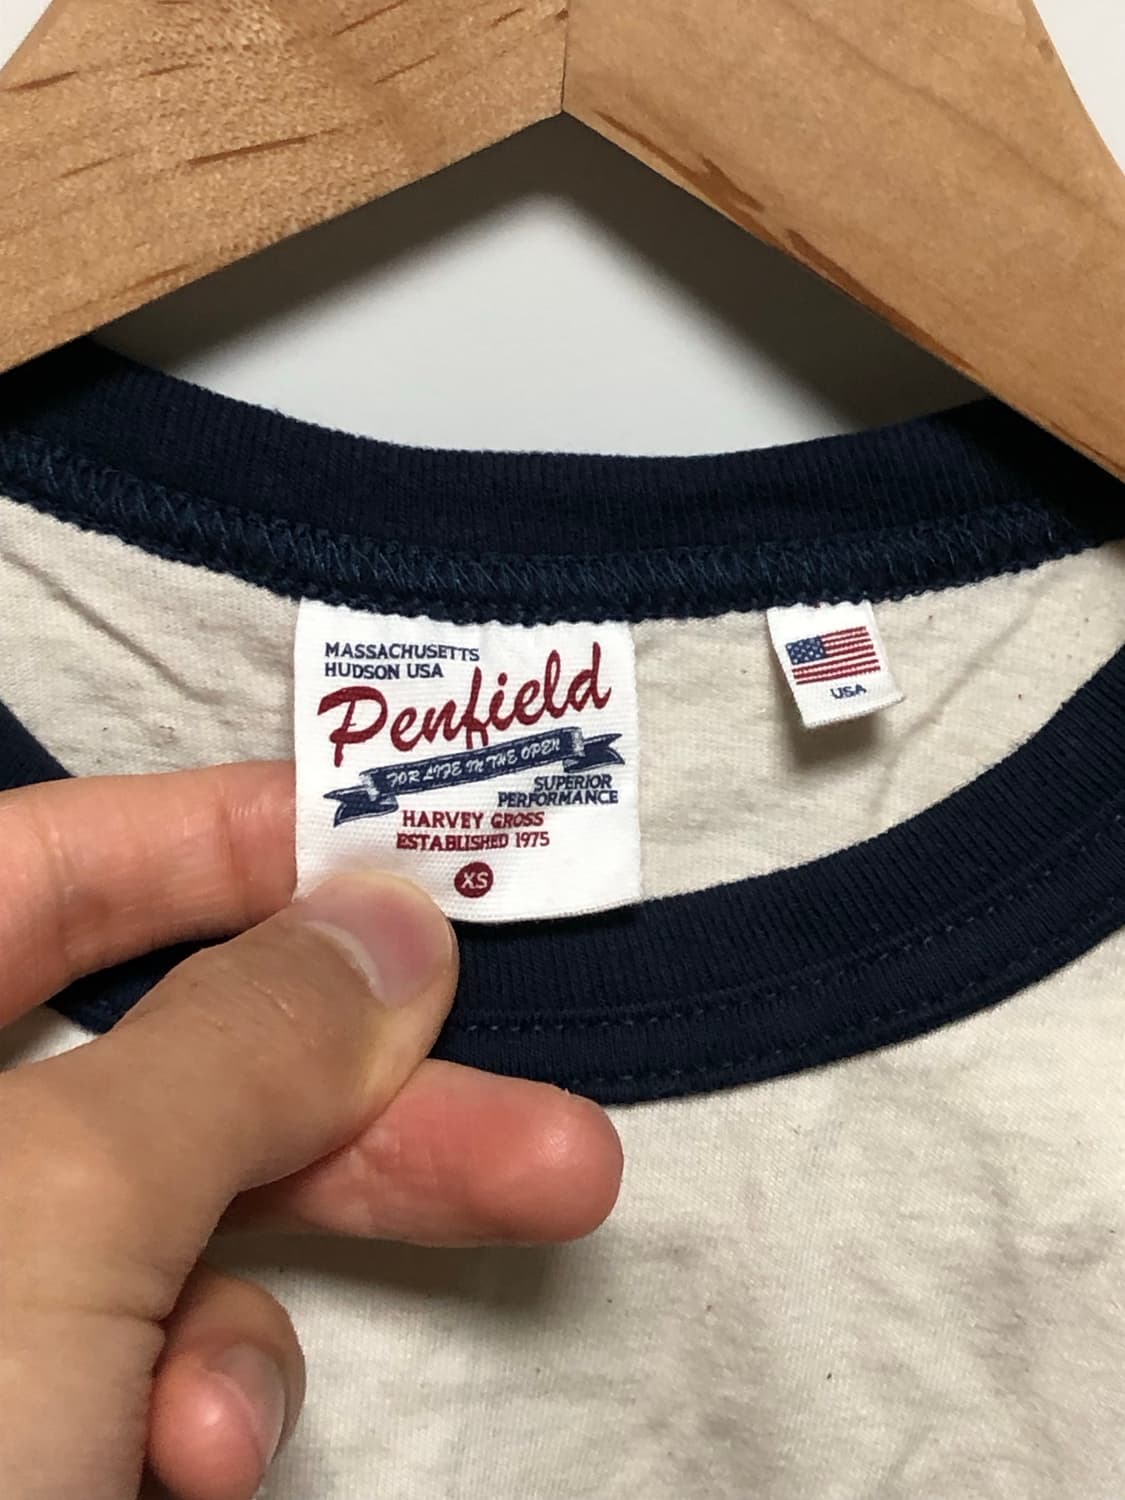 MASSACHUSETTS
HUDSON USA
Penfield
FOR LIFE IN THE OPEN
SUPERIOR
PERFORMANCE
HARVEY GROSS
ESTABLISHED 1975
XS
USA